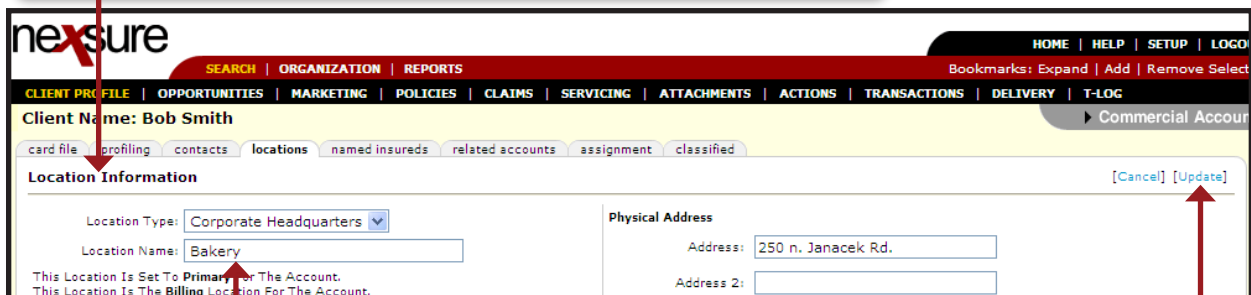 nexsure
HOME | HELP | SETUP |
SEARCH | ORGANIZATION | REPORTS
Bookmarks: Expand | Add | Remove
CLIENT PROFILE | OPPORTUNITIES | MARKETING | POLICIES | CLAIMS | SERVICING | ATTACHMENTS | ACTIONS | TRANSACTIONS | DELIVERY | T-LOG
Client Name: Bob Smith
Commercial
card file profiling contacts locations named insureds related accounts assignment classified
Location Information
[Cancel] [Update]
Location Type: Corporate Headquarters
Physical Address
Location Name: Bakery
Address: 250 n. Janacek Rd.
This Location Is Set To Primary For The Account.
Address 2:
This Location Is The Billing Location For The Account.